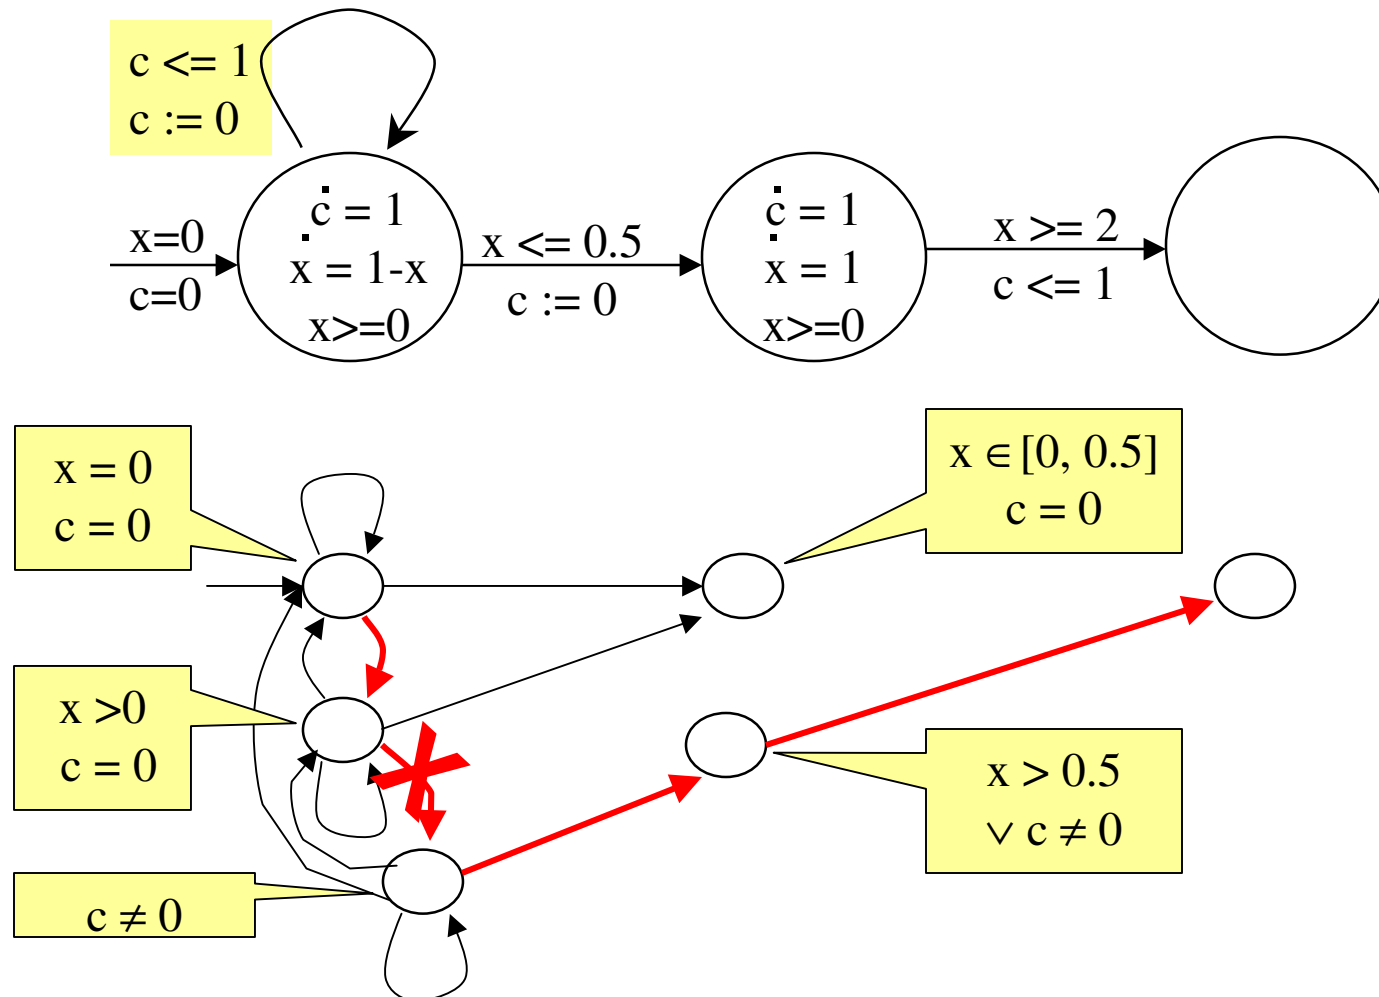 c <= 1
c := 0
x=0
c=0
ċ = 1
ẋ = 1-x
x>=0
x <= 0.5
c := 0
ċ = 1
ẋ = 1
x>=0
x >= 2
c <= 1
x = 0
c = 0
x ∈ [0, 0.5]
c = 0
x >0
c = 0
x > 0.5
∨ c ≠ 0
c ≠ 0